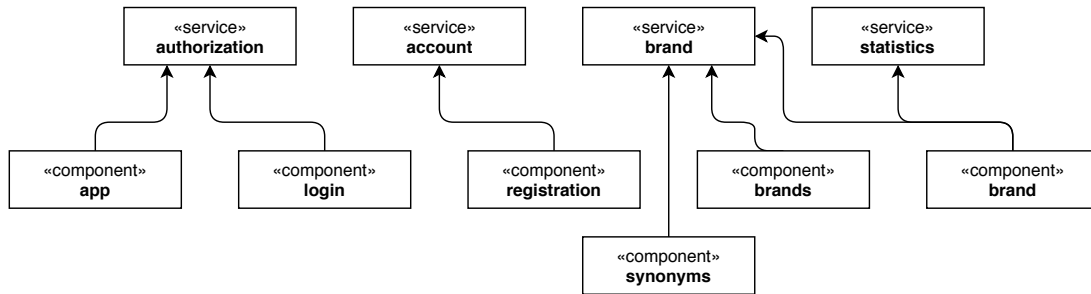 «service»
authorization
«service»
account
«service»
brand
«service»
statistics
«component»
app
«component»
login
«component»
registration
«component»
brands
«component»
brand
«component»
synonyms